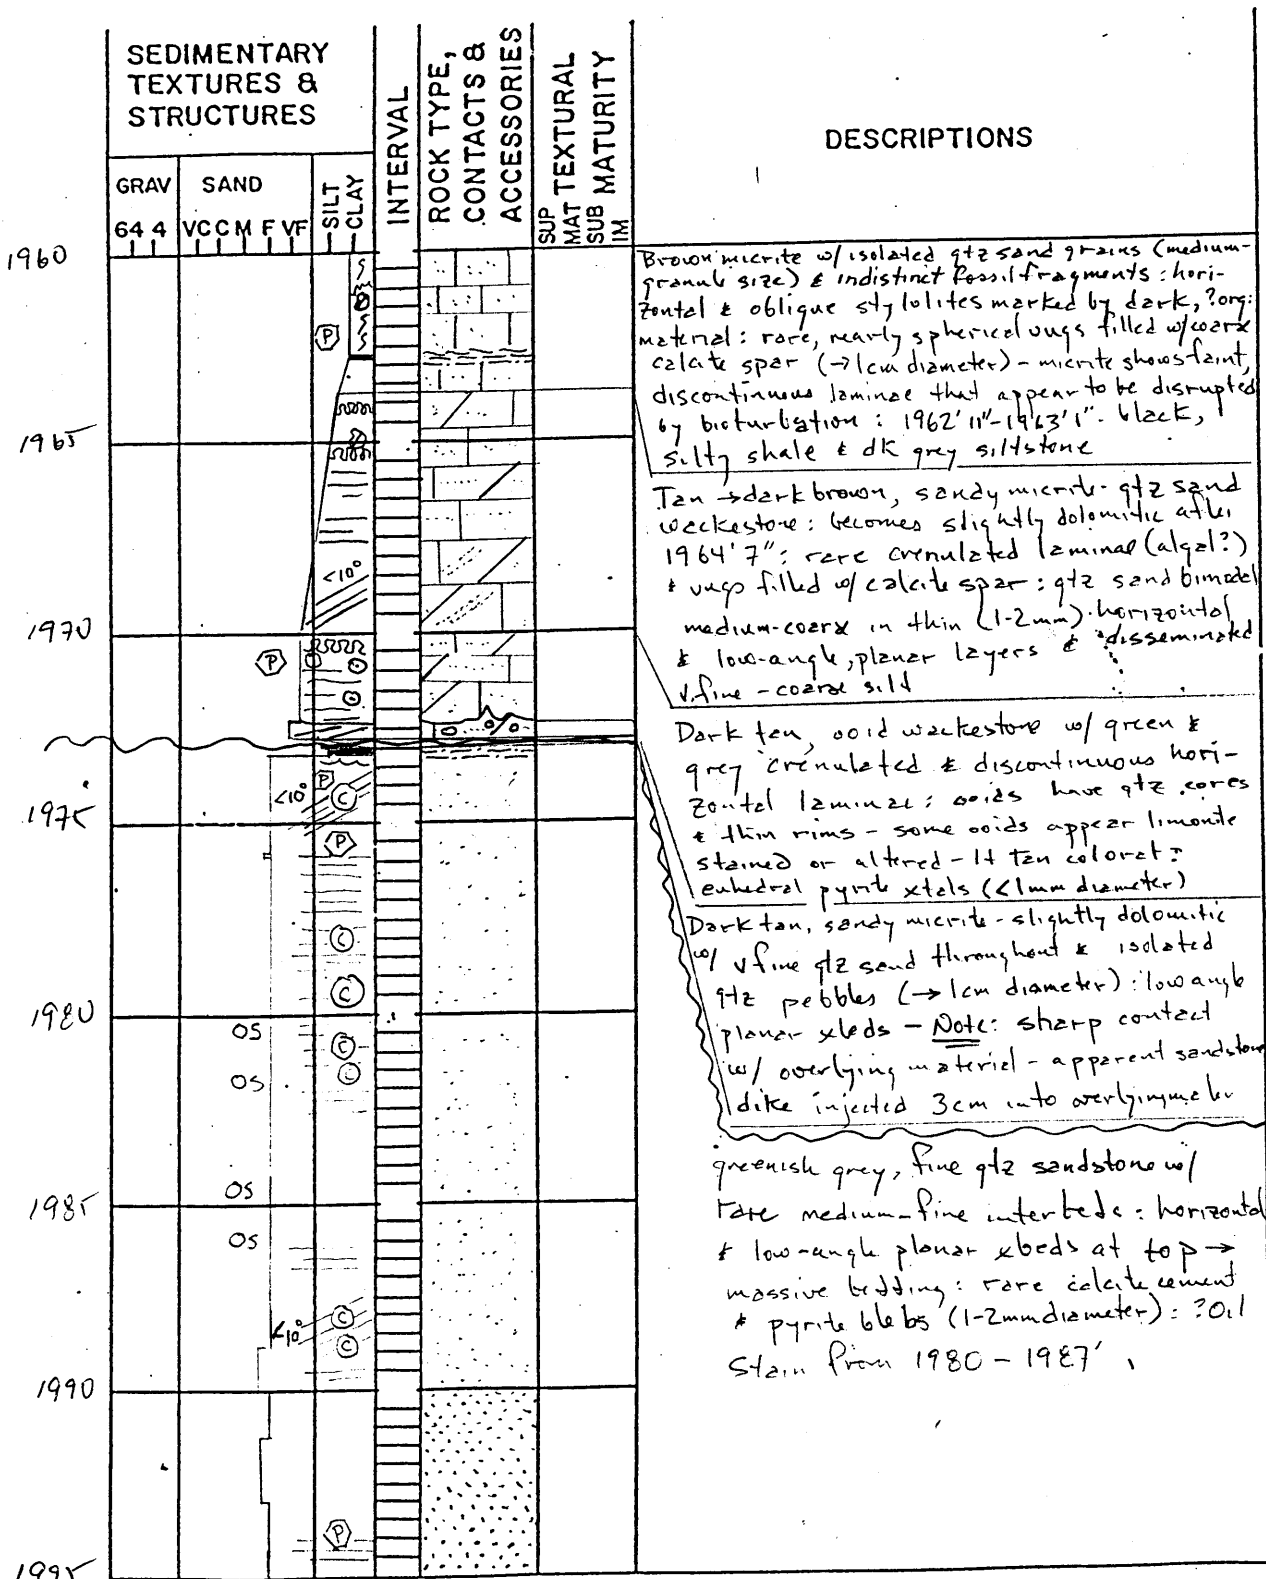 SEDIMENTARY
TEXTURES &
STRUCTURES
GRAV SAND SILT CLAY
64 4 VC C M F VF
INTERVAL
ROCK TYPE,
CONTACTS &
ACCESSORIES
TEXTURAL
MATURITY
SUP
MAT
SUB
IM
DESCRIPTIONS
1960
Brown micrite w/ isolated qtz sand grains (medium-
granule size) & indistinct fossil fragments : hori-
zontal & oblique stylolites marked by dark, ?org.
material : rare, nearly spherical vugs filled w/coarse
calcite spar (→1cm diameter) - micrite shows faint,
discontinuous laminae that appear to be disrupted
by bioturbation : 1962' 11"-1963' 1". black,
silty shale & dk grey siltstone
P
1965
Tan → dark brown, sandy micrite - qtz sand
wackestone : becomes slightly dolomitic after
1964' 7" : rare crenulated laminae (algal?)
& vugs filled w/ calcite spar : qtz sand bimodal
medium-coarse in thin (1-2mm) horizontal
& low-angle, planar layers & disseminated
v.fine - coarse silt
<10°
1970
P
Dark tan, ooid wackestone w/ green &
grey crenulated & discontinuous hori-
zontal laminae : ooids have qtz cores
& thin rims - some ooids appear limonite
stained or altered - lt tan colorat :
euhedral pyrite xtals (<1mm diameter)
P
<10° C
1975
P
Dark tan, sandy micrite - slightly dolomitic
w/ v fine qtz sand throughout & isolated
qtz pebbles (→ 1cm diameter) : low angle
planar xbeds - Note: sharp contact
w/ overlying material - apparent sandstone
dike injected 3cm into overlying
C
C
1980
OS C
OS C
greenish grey, fine qtz sandstone w/
rare medium-fine interbeds : horizontal
& low-angle planar xbeds at top →
massive bedding : rare calcite cement
& pyrite blebs (1-2mm diameter) : ?Oil
Stain from 1980 - 1987'
OS
1985
OS
C
<10° C
1990
P
1995